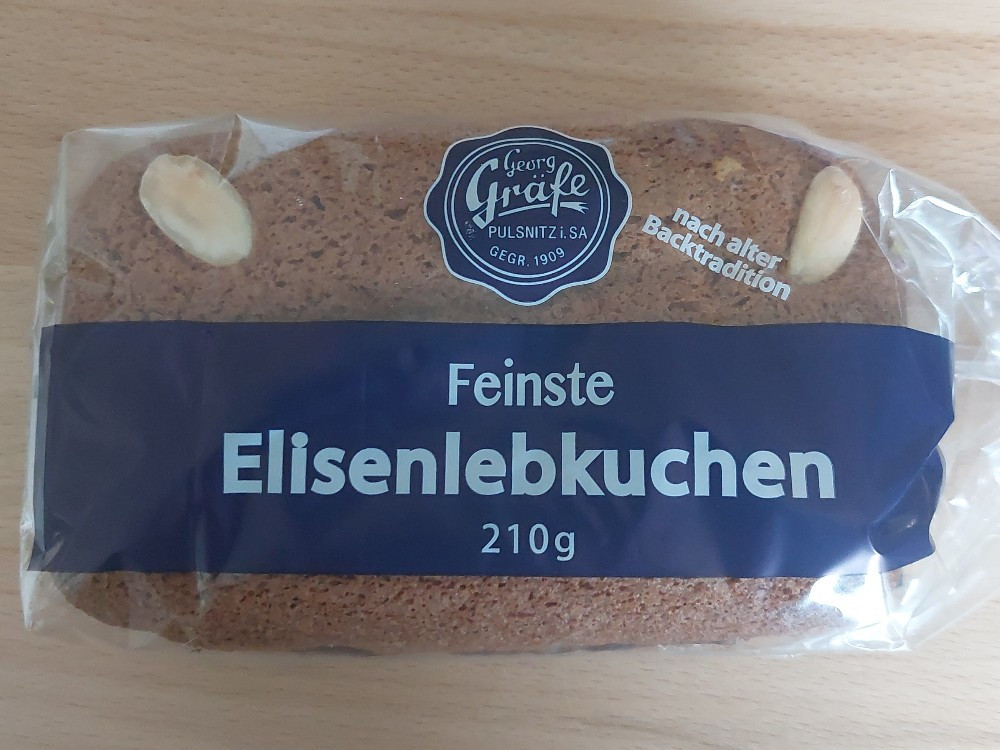 Georg
Gräfe
PULSNITZ i. SA
GEGR. 1909
nach alter
Backtradition
Feinste
Elisenlebkuchen
210g